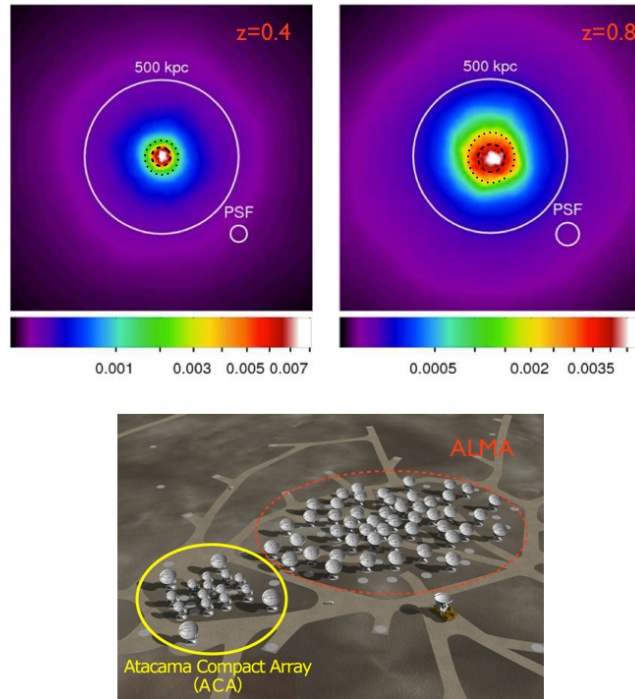 z=0.4
500 kpc
PSF
0.001 0.003 0.005 0.007
z=0.8
500 kpc
PSF
0.0005 0.002 0.0035
ALMA
Atacama Compact Array
(ACA)